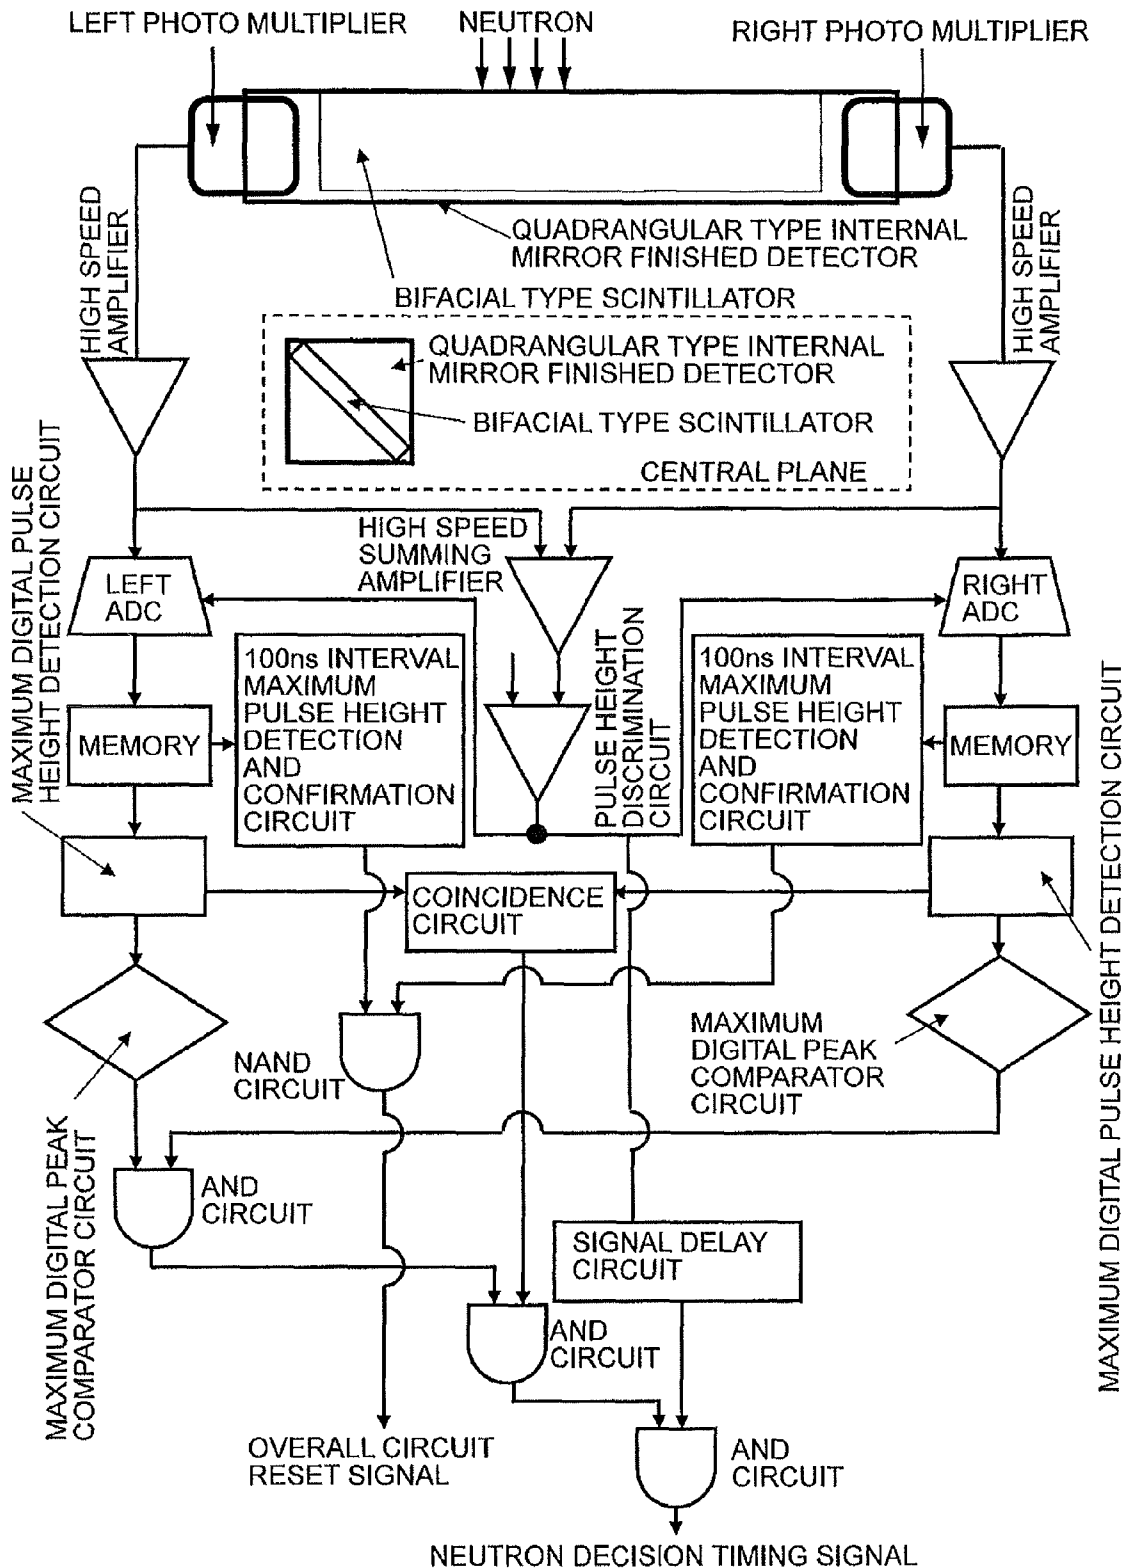 LEFT PHOTO MULTIPLIER
NEUTRON
RIGHT PHOTO MULTIPLIER
HIGH SPEED
AMPLIFIER
QUADRANGULAR TYPE INTERNAL
MIRROR FINISHED DETECTOR
BIFACIAL TYPE SCINTILLATOR
HIGH SPEED
AMPLIFIER
QUADRANGULAR TYPE INTERNAL
MIRROR FINISHED DETECTOR
BIFACIAL TYPE SCINTILLATOR
CENTRAL PLANE
MAXIMUM DIGITAL PULSE
HEIGHT DETECTION CIRCUIT
HIGH SPEED
SUMMING
AMPLIFIER
LEFT
ADC
RIGHT
ADC
100ns INTERVAL
MAXIMUM
PULSE HEIGHT
DETECTION
AND
CONFIRMATION
CIRCUIT
PULSE HEIGHT
DISCRIMINATION
CIRCUIT
100ns INTERVAL
MAXIMUM
PULSE HEIGHT
DETECTION
AND
CONFIRMATION
CIRCUIT
MEMORY
MEMORY
MAXIMUM DIGITAL PULSE HEIGHT DETECTION CIRCUIT
COINCIDENCE
CIRCUIT
NAND
CIRCUIT
MAXIMUM
DIGITAL PEAK
COMPARATOR
CIRCUIT
MAXIMUM DIGITAL PEAK
COMPARATOR CIRCUIT
AND
CIRCUIT
SIGNAL DELAY
CIRCUIT
AND
CIRCUIT
OVERALL CIRCUIT
RESET SIGNAL
AND
CIRCUIT
NEUTRON DECISION TIMING SIGNAL